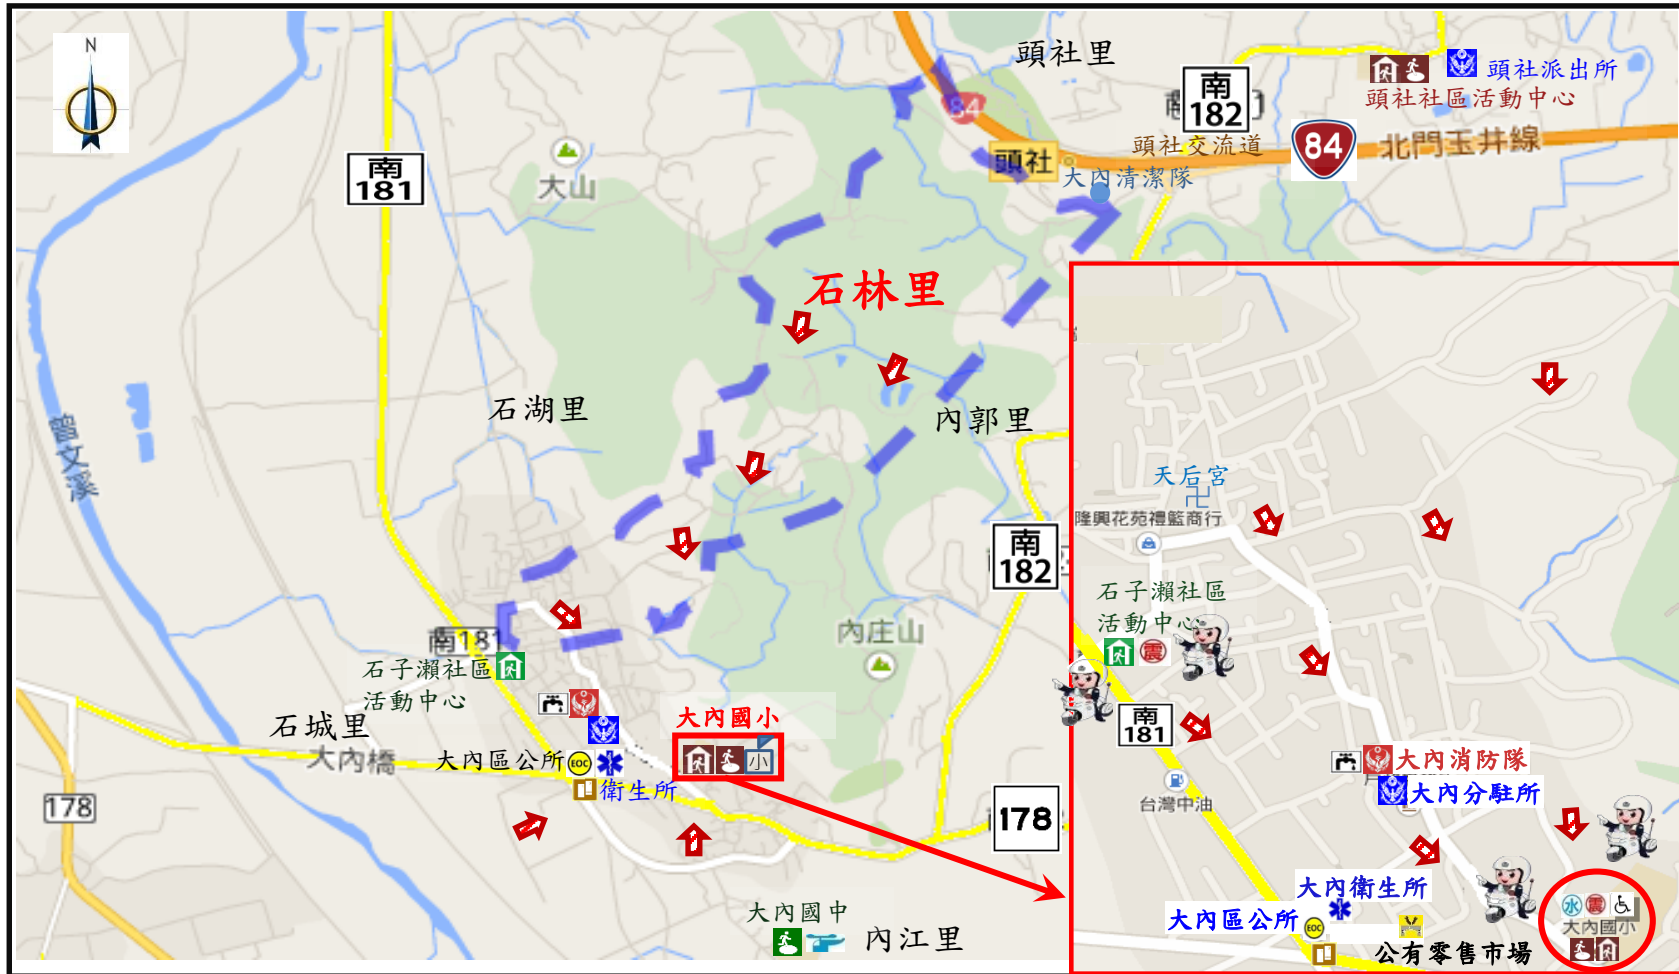 N
頭社里
南
182
頭社派出所
頭社社區活動中心
84
84
北門玉井線
頭社交流道
頭社
大內清潔隊
南
181
大山
石林里
石湖里
內郭里
曾文溪
南
182
內庄山
南181
石子瀨社區
活動中心
石城里
大內橋
大內區公所
EOC
衛生所
大內國小
小
178
178
大內國中
內江里
天后宮
隆興花苑禮籃商行
石子瀨社區
活動中心
震
南
181
台灣中油
大內消防隊
大內分駐所
大內衛生所
大內區公所
EOC
公有零售市場
水
震
大內國小